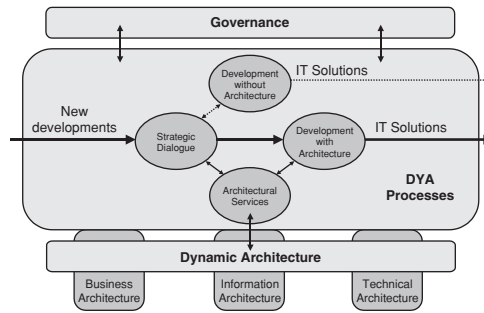 Governance
Development
without
Architecture
IT Solutions
New
developments
Strategic
Dialogue
Development
with
Architecture
IT Solutions
Architectural
Services
DYA
Processes
Dynamic Architecture
Business
Architecture
Information
Architecture
Technical
Architecture